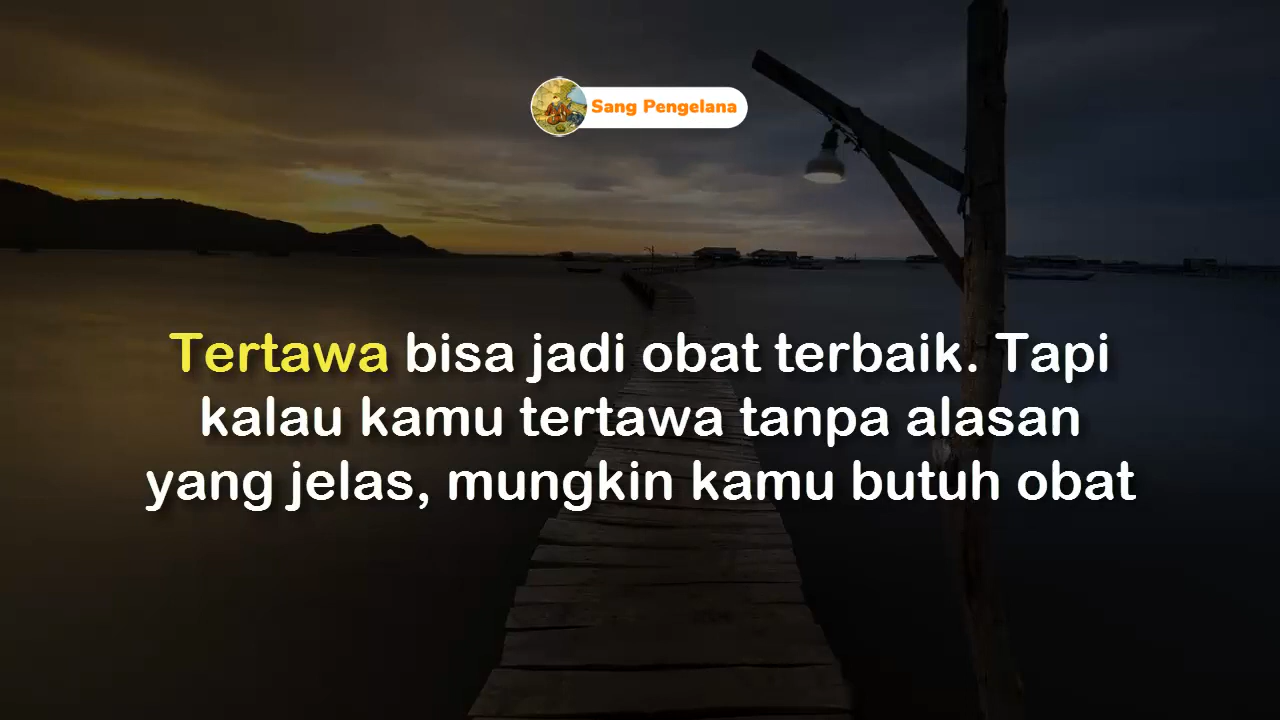 Sang Pengelana
Tertawa bisa jadi obat terbaik. Tapi
kalau kamu tertawa tanpa alasan
yang jelas, mungkin kamu butuh obat